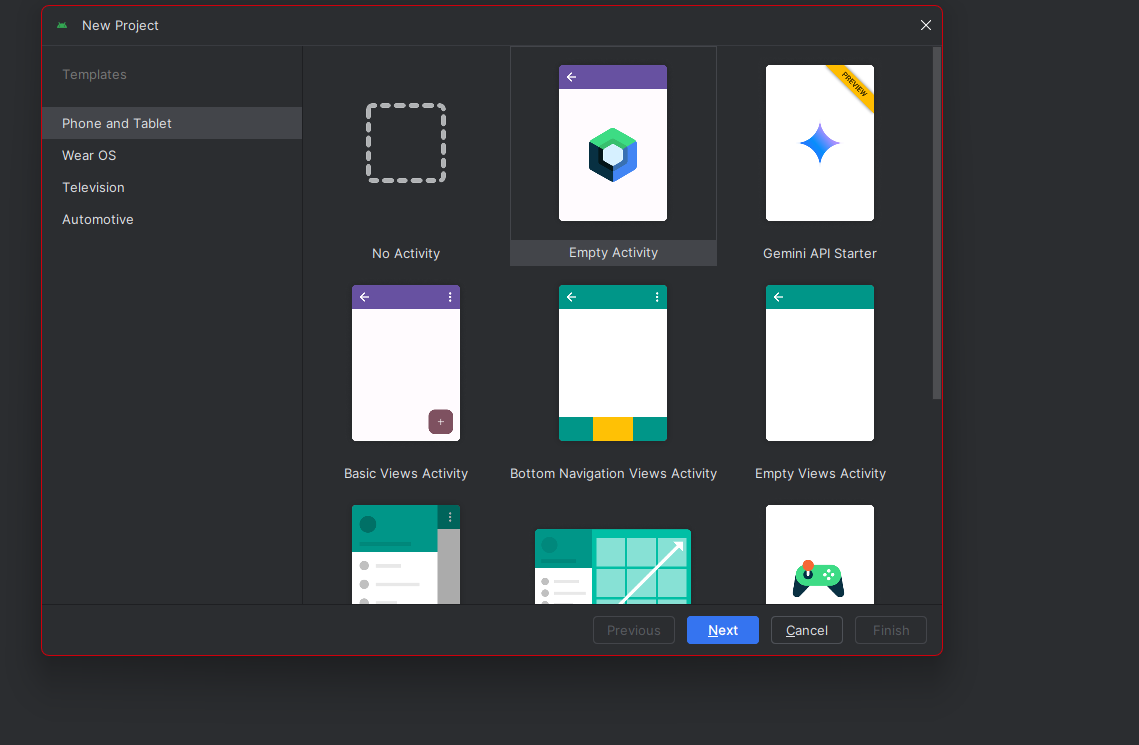 New Project
Templates
Phone and Tablet
Wear OS
Television
Automotive
PREVIEW
No Activity
Empty Activity
Gemini API Starter
Basic Views Activity
Bottom Navigation Views Activity
Empty Views Activity
Previous
Next
Cancel
Finish